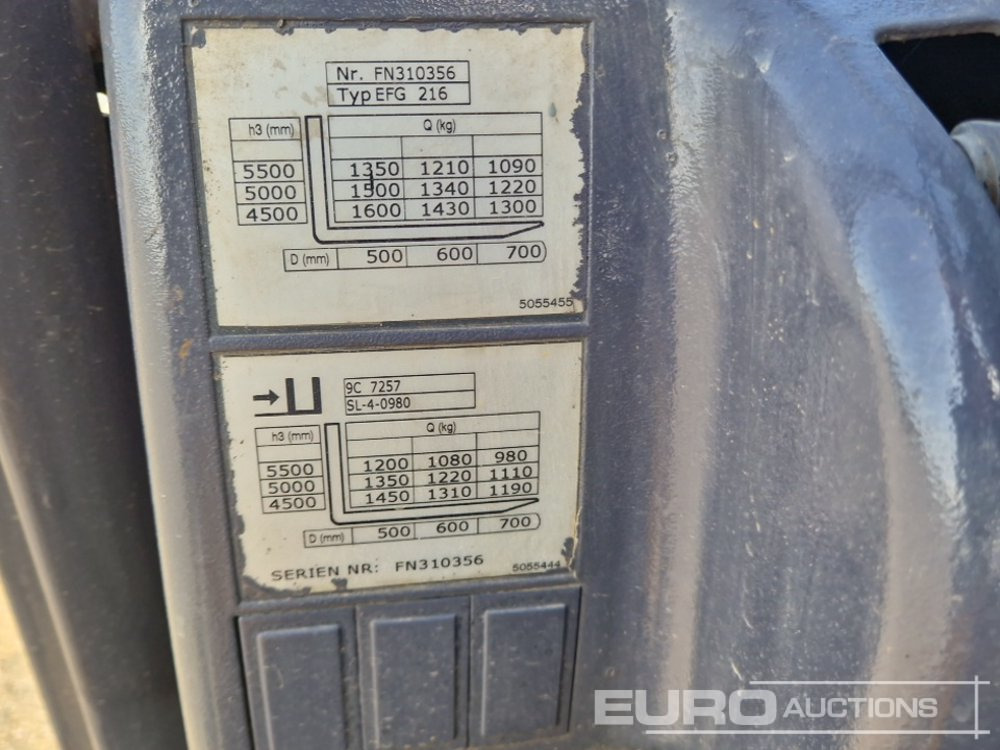 Nr. FN310356
Typ EFG 216
h3 (mm) Q (kg)
5500 1350 1210 1090
5000 1500 1340 1220
4500 1600 1430 1300
D (mm) 500 600 700
5055455
9C 7257
SL-4-0980
h3 (mm) Q (kg)
5500 1200 1080 980
5000 1350 1220 1110
4500 1450 1310 1190
D (mm) 500 600 700
SERIEN NR: FN310356 5055444
EURO AUCTIONS